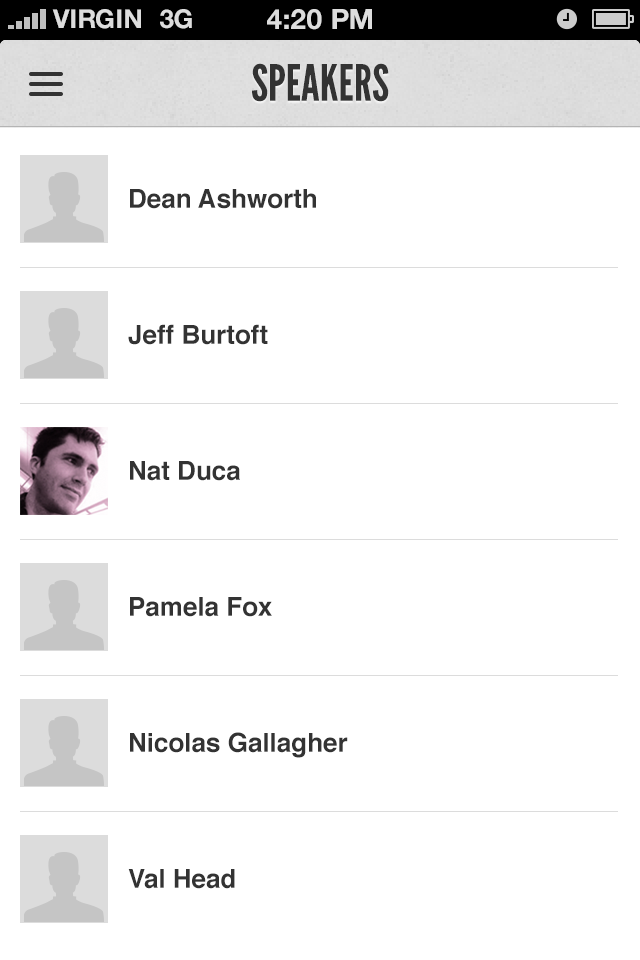 VIRGIN 3G 4:20 PM
SPEAKERS
Dean Ashworth
Jeff Burtoft
Nat Duca
Pamela Fox
Nicolas Gallagher
Val Head